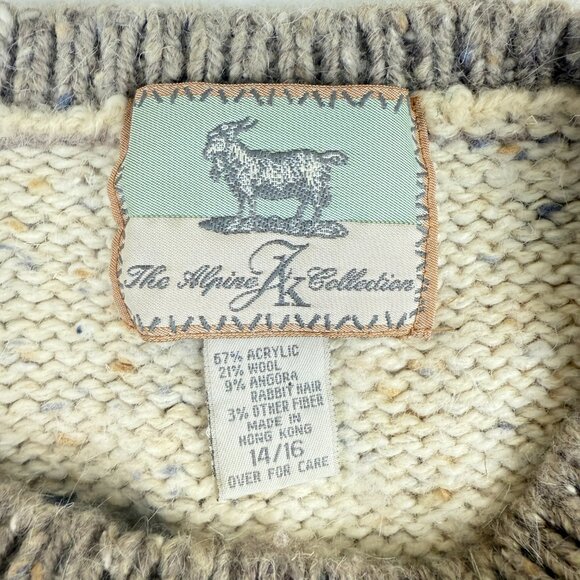 The Alpine JK Collection
67% ACRYLIC
21% WOOL
9% ANGORA
RABBIT HAIR
3% OTHER FIBER
MADE IN
HONG KONG
14/16
OVER FOR CARE